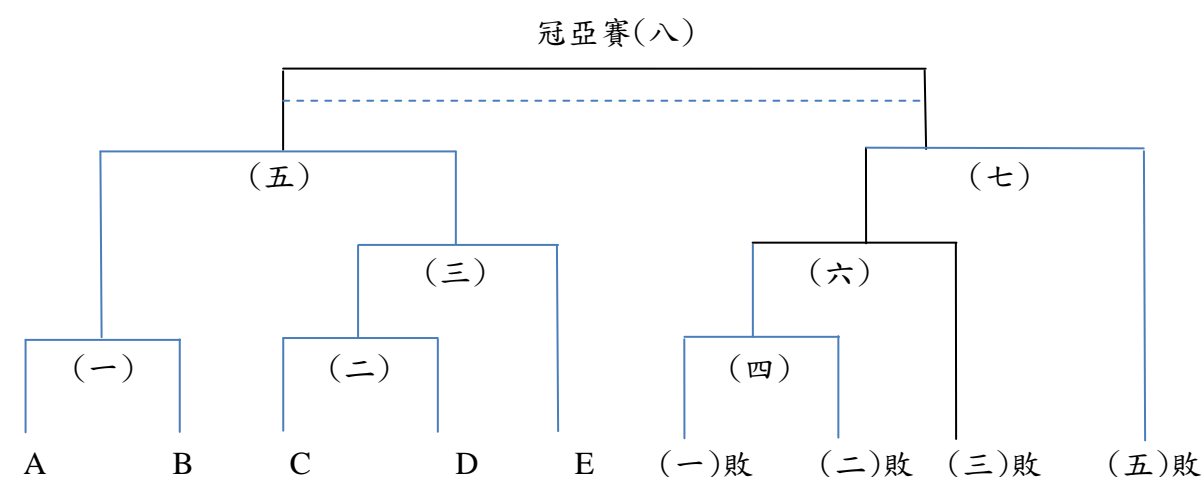 冠亞賽(八)
(五) (七)
(三) (六)
(一) (二) (四)
A B C D E (一)敗 (二)敗 (三)敗 (五)敗